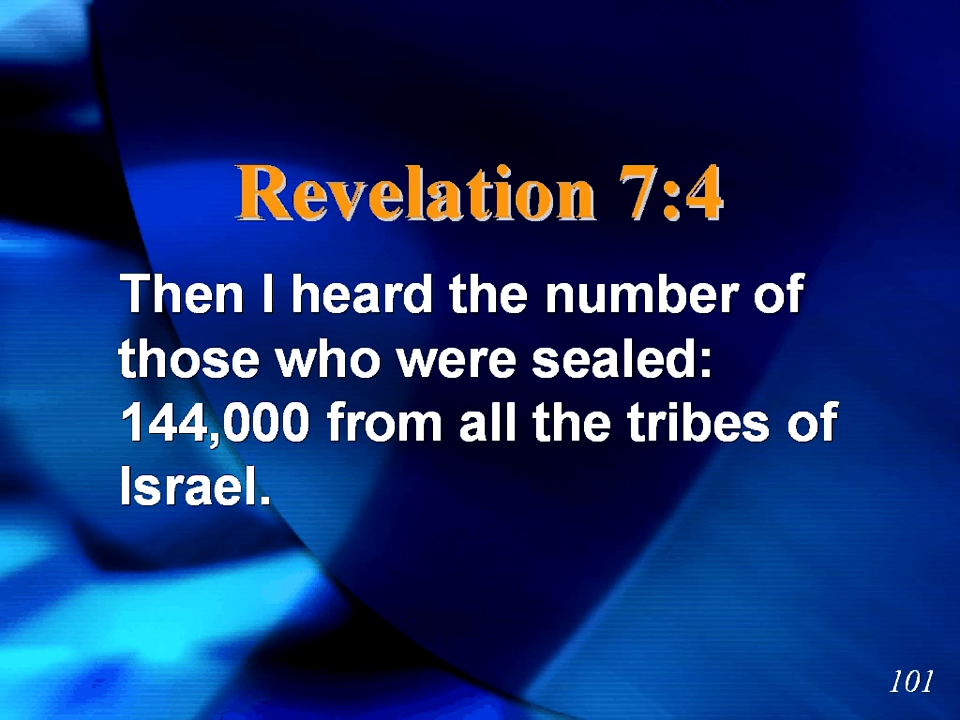 Revelation 7:4
Then I heard the number of
those who were sealed:
144,000 from all the tribes of
Israel.
101